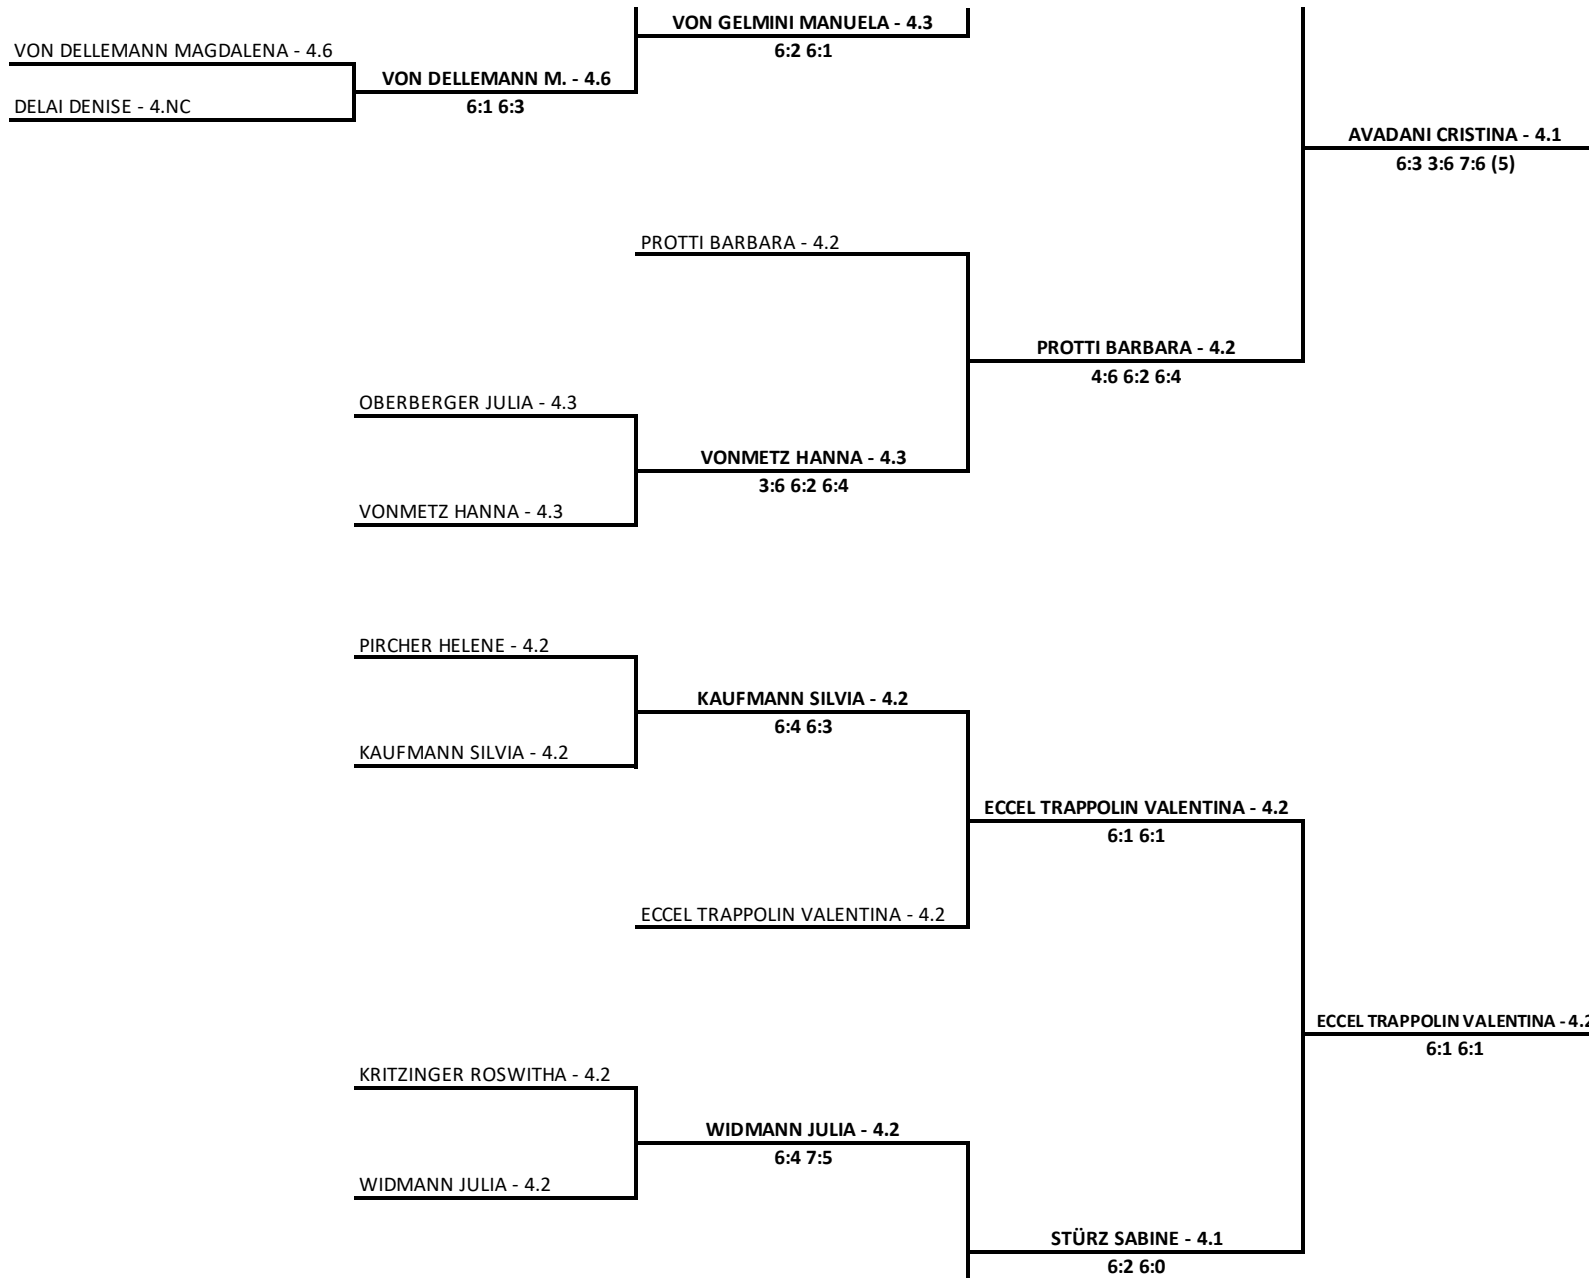 VON GELMINI MANUELA - 4.3
6:2 6:1
VON DELLEMANN MAGDALENA - 4.6
VON DELLEMANN M. - 4.6
6:1 6:3
DELAI DENISE - 4.NC
AVADANI CRISTINA - 4.1
6:3 3:6 7:6 (5)
PROTTI BARBARA - 4.2
PROTTI BARBARA - 4.2
4:6 6:2 6:4
OBERBERGER JULIA - 4.3
VONMETZ HANNA - 4.3
3:6 6:2 6:4
VONMETZ HANNA - 4.3
PIRCHER HELENE - 4.2
KAUFMANN SILVIA - 4.2
6:4 6:3
KAUFMANN SILVIA - 4.2
ECCEL TRAPPOLIN VALENTINA - 4.2
6:1 6:1
ECCEL TRAPPOLIN VALENTINA - 4.2
ECCEL TRAPPOLIN VALENTINA - 4.2
6:1 6:1
KRITZINGER ROSWITHA - 4.2
WIDMANN JULIA - 4.2
6:4 7:5
WIDMANN JULIA - 4.2
STÜRZ SABINE - 4.1
6:2 6:0